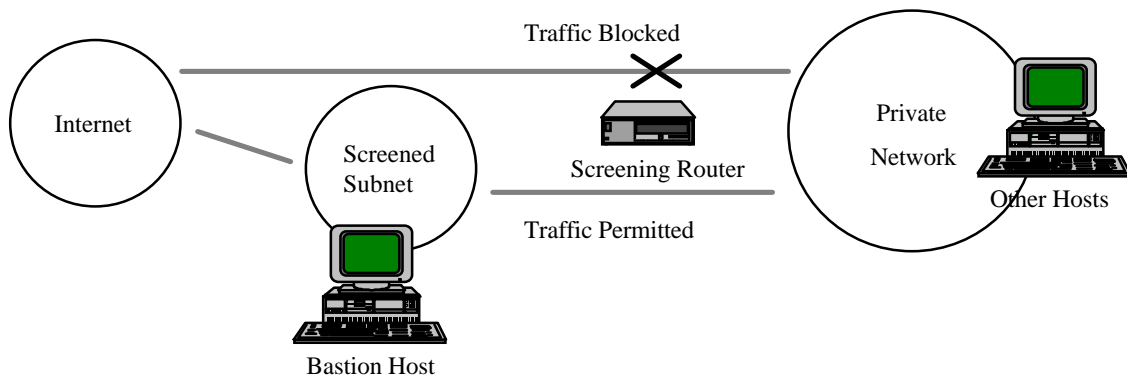 Traffic Blocked
Internet
Screened
Subnet
Screening Router
Private
Network
Other Hosts
Traffic Permitted
Bastion Host